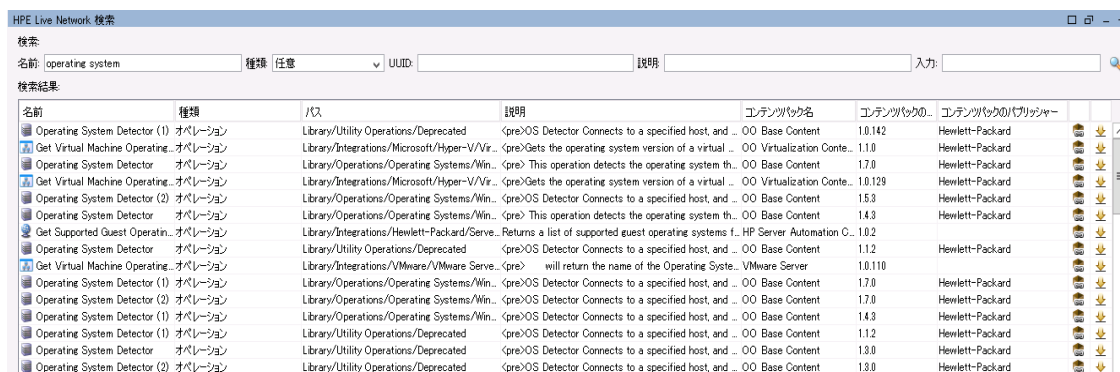 HPE Live Network 検索
検索:
名前: operating system 種類: 任意 UUID: 説明: 入力:
検索結果:
名前 種類 パス 説明 コンテンツパック名 コンテンツパックの... コンテンツパックのパブリッシャー
Operating System Detector (1) オペレーション Library/Utility Operations/Deprecated <pre>OS Detector Connects to a specified host, and ... OO Base Content 1.0.142 Hewlett-Packard
Get Virtual Machine Operating... オペレーション Library/Integrations/Microsoft/Hyper-V/Vir... <pre>Gets the operating system version of a virtual ... OO Virtualization Conte... 1.1.0 Hewlett-Packard
Operating System Detector オペレーション Library/Operations/Operating Systems/Win... <pre> This operation detects the operating system th... OO Base Content 1.7.0 Hewlett-Packard
Get Virtual Machine Operating... オペレーション Library/Integrations/Microsoft/Hyper-V/Vir... <pre>Gets the operating system version of a virtual ... OO Virtualization Conte... 1.0.129 Hewlett-Packard
Operating System Detector (2) オペレーション Library/Operations/Operating Systems/Win... <pre>OS Detector Connects to a specified host, and ... OO Base Content 1.5.3 Hewlett-Packard
Operating System Detector オペレーション Library/Operations/Operating Systems/Win... <pre> This operation detects the operating system th... OO Base Content 1.4.3 Hewlett-Packard
Get Supported Guest Operatin... オペレーション Library/Integrations/Hewlett-Packard/Serve... Returns a list of supported guest operating systems f... HP Server Automation C... 1.0.2
Operating System Detector オペレーション Library/Utility Operations/Deprecated <pre>OS Detector Connects to a specified host, and ... OO Base Content 1.1.2 Hewlett-Packard
Get Virtual Machine Operating... オペレーション Library/Integrations/VMware/VMware Serve... <pre> will return the name of the Operating Syste... VMware Server 1.0.110
Operating System Detector (1) オペレーション Library/Operations/Operating Systems/Win... <pre>OS Detector Connects to a specified host, and ... OO Base Content 1.7.0 Hewlett-Packard
Operating System Detector (2) オペレーション Library/Operations/Operating Systems/Win... <pre>OS Detector Connects to a specified host, and ... OO Base Content 1.7.0 Hewlett-Packard
Operating System Detector (1) オペレーション Library/Operations/Operating Systems/Win... <pre>OS Detector Connects to a specified host, and ... OO Base Content 1.4.3 Hewlett-Packard
Operating System Detector (1) オペレーション Library/Utility Operations/Deprecated <pre>OS Detector Connects to a specified host, and ... OO Base Content 1.1.2 Hewlett-Packard
Operating System Detector オペレーション Library/Utility Operations/Deprecated <pre>OS Detector Connects to a specified host, and ... OO Base Content 1.3.0 Hewlett-Packard
Operating System Detector (2) オペレーション Library/Utility Operations/Deprecated <pre>OS Detector Connects to a specified host, and ... OO Base Content 1.3.0 Hewlett-Packard